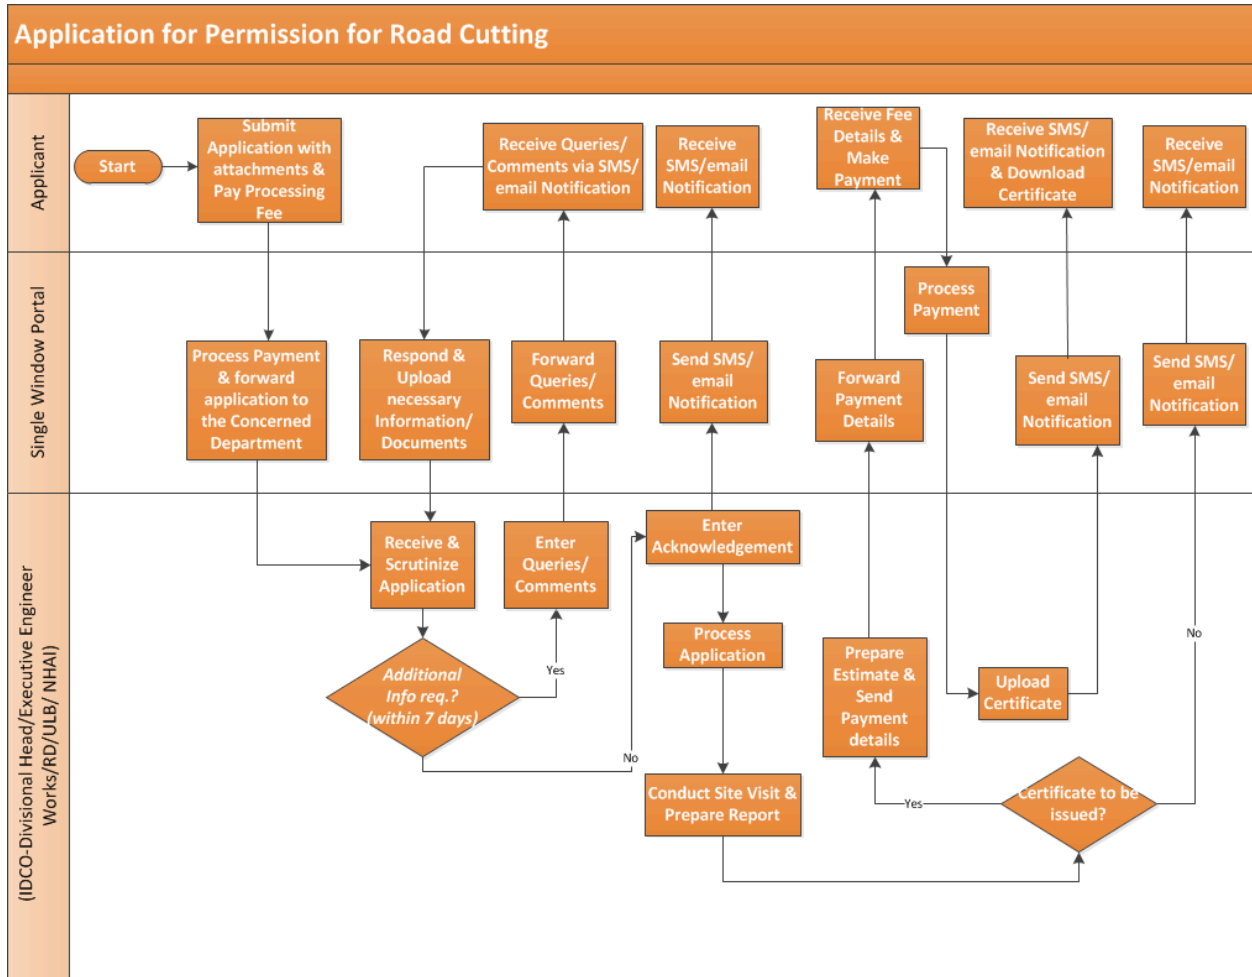 Application for Permission for Road Cutting
Applicant
Start
Submit
Application with
attachments &
Pay Processing
Fee
Receive Queries/
Comments via SMS/
email Notification
Receive
SMS/email
Notification
Receive Fee
Details &
Make
Payment
Receive SMS/
email Notification
& Download
Certificate
Receive
SMS/email
Notification
Single Window Portal
Process Payment
& forward
application to
the Concerned
Department
Respond &
Upload
necessary
Information/
Documents
Forward
Queries/
Comments
Send SMS/
email
Notification
Forward
Payment
Details
Process
Payment
Send SMS/
email
Notification
Send SMS/
email
Notification
(IDCO-Divisional Head/Executive Engineer
Works/RD/ULB/ NHAI)
Receive &
Scrutinize
Application
Enter
Queries/
Comments
Enter
Acknowledgement
Additional
Info req.?
(within 7 days)
Yes
No
Process
Application
Conduct Site Visit &
Prepare Report
Prepare
Estimate &
Send
Payment
details
Upload
Certificate
Yes
Certificate to be
issued?
No